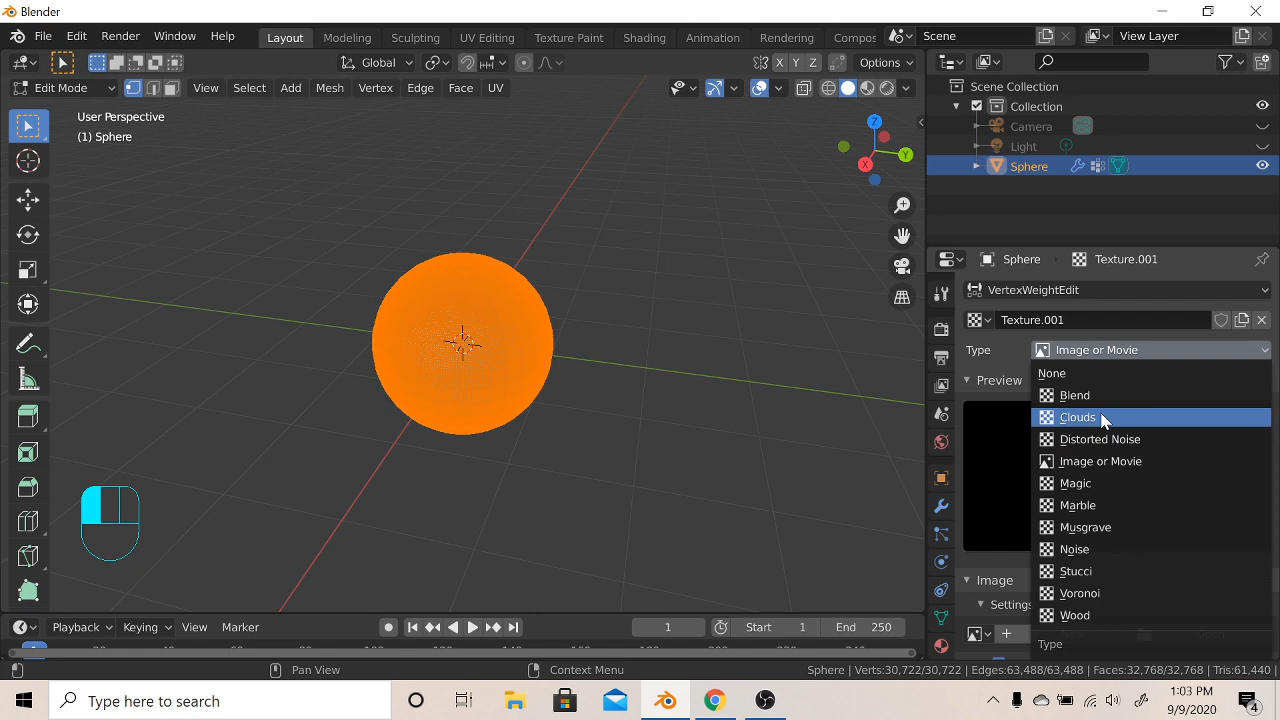 Blender
File Edit Render Window Help Layout Modeling Sculpting UV Editing Texture Paint Shading Animation Rendering Compos Scene View Layer
Global X Y Z Options
Edit Mode View Select Add Mesh Vertex Edge Face UV
Scene Collection
Collection
Camera
Light
Sphere
User Perspective
(1) Sphere
Z
Y
X
Sphere Texture.001
VertexWeightEdit
Texture.001
Type Image or Movie
None
Preview
Blend
Clouds
Distorted Noise
Image or Movie
Magic
Marble
Musgrave
Noise
Stucci
Image
Voronoi
Settings
Wood
Type
Playback Keying View Marker 1 Start 1 End 250
Pan View Context Menu Sphere | Verts:30,722/30,722 | Edges:63,488/63,488 | Faces:32,768/32,768 | Tris:61,440
Type here to search
1:03 PM
9/9/2020
4